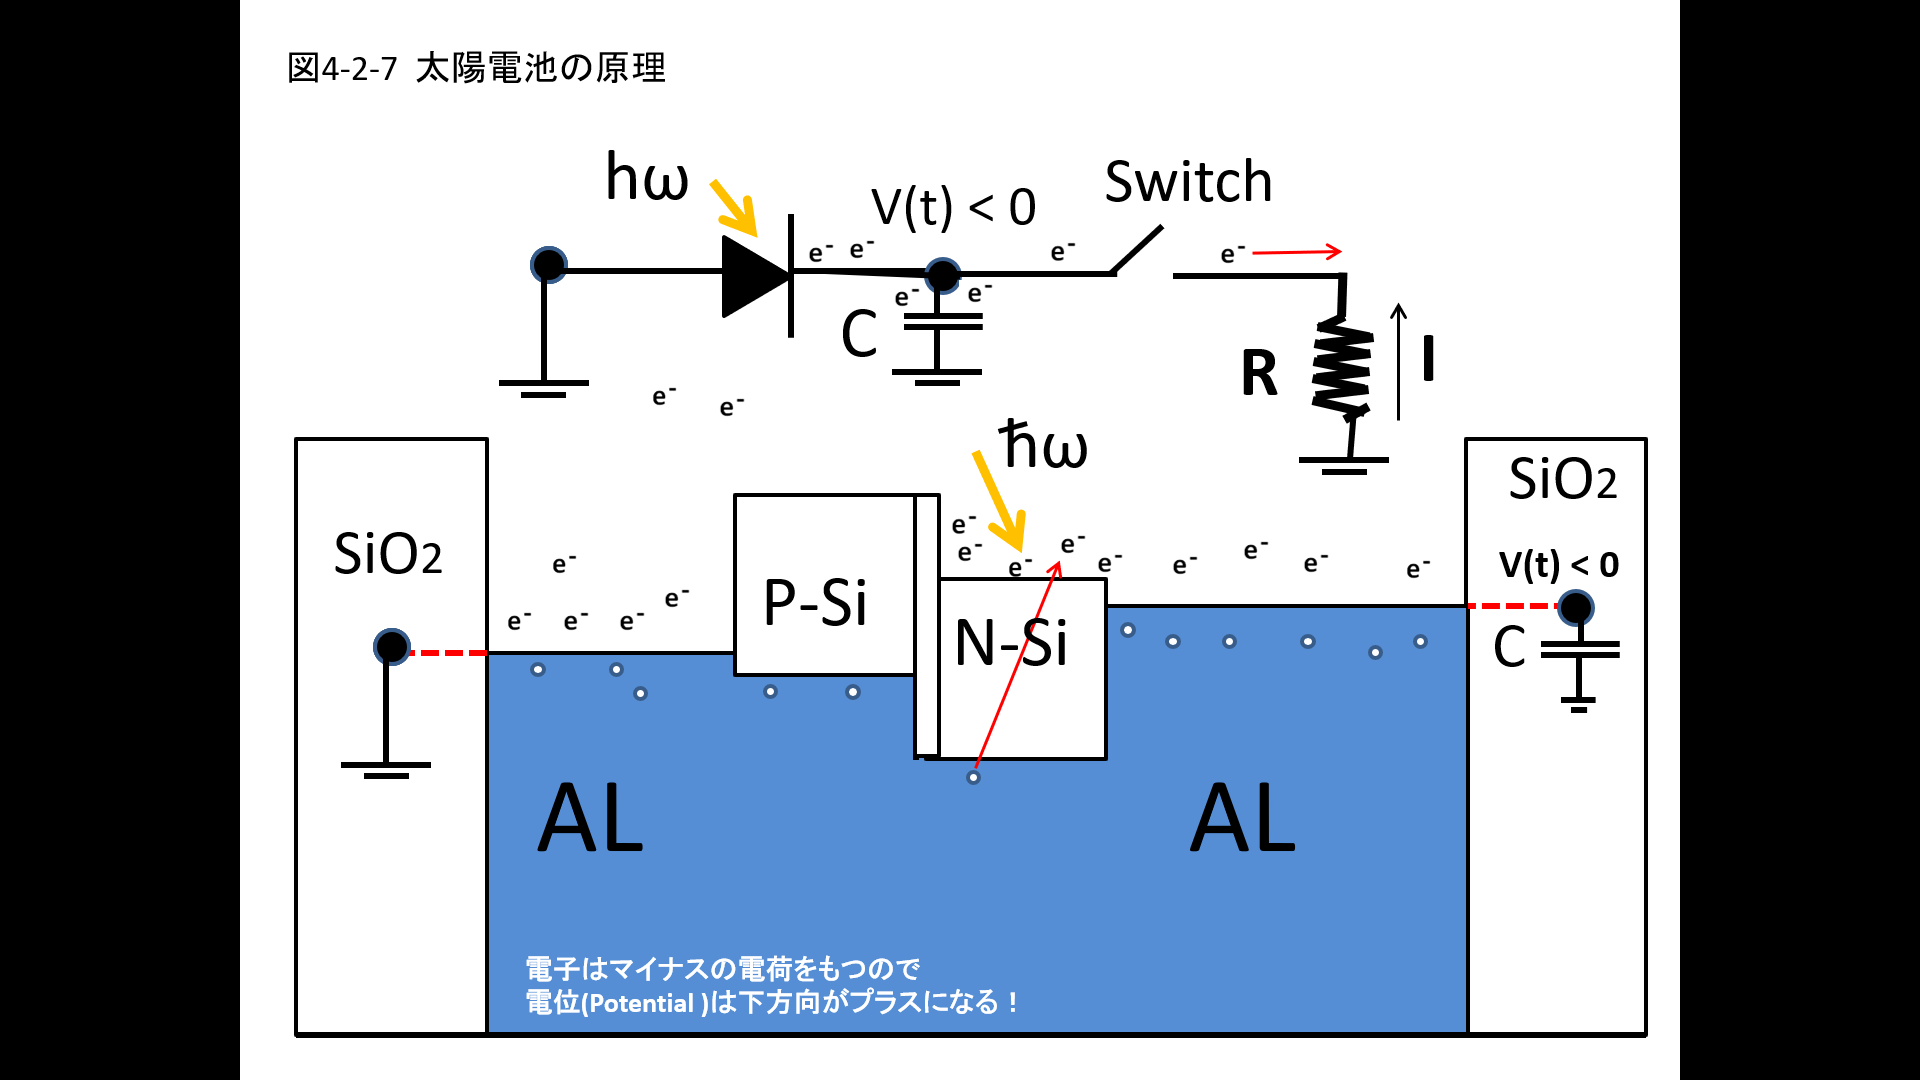 図4-2-7 太陽電池の原理
hω
V(t) < 0
Switch
e⁻ e⁻
e⁻
e⁻
e⁻ e⁻
C
R
I
e⁻ e⁻
ħω
SiO2
SiO2
V(t) < 0
C
P-Si
N-Si
e⁻
e⁻
e⁻ e⁻ e⁻
e⁻
e⁻
e⁻
e⁻
e⁻
e⁻
e⁻
e⁻
e⁻
AL
AL
電子はマイナスの電荷をもつので
電位(Potential )は下方向がプラスになる！